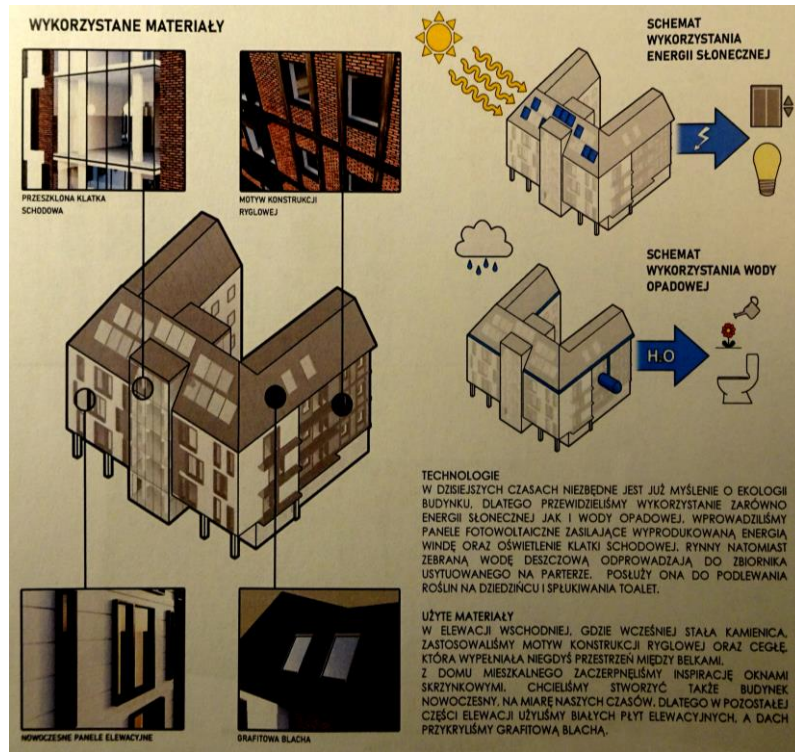 WYKORZYSTANE MATERIAŁY
PRZESZKLONA KLATKA
SCHODOWA
MOTYW KONSTRUKCJI
RYGLOWEJ
NOWOCZESNE PANELE ELEWACYJNE
GRAFITOWA BLACHA
SCHEMAT
WYKORZYSTANIA
ENERGII SŁONECZNEJ
SCHEMAT
WYKORZYSTANIA WODY
OPADOWEJ
H.O
TECHNOLOGIE
W DZISIEJSZYCH CZASACH NIEZBĘDNE JEST JUŻ MYŚLENIE O EKOLOGII
BUDYNKU, DLATEGO PRZEWIDZIELIŚMY WYKORZYSTANIE ZARÓWNO
ENERGII SŁONECZNEJ JAK I WODY OPADOWEJ. WPROWADZILIŚMY
PANELE FOTOWOLTAICZNE ZASILAJĄCE WYPRODUKOWANĄ ENERGIĄ
WINDĘ ORAZ OŚWIETLENIE KLATKI SCHODOWEJ. RYNNY NATOMIAST
ZEBRANĄ WODĘ DESZCZOWĄ ODPROWADZAJĄ DO ZBIORNIKA
USYTUOWANEGO NA PARTERZE. POSŁUŻY ONA DO PODLEWANIA
ROŚLIN NA DZIEDZIŃCU I SPŁUKIWANIA TOALET.
UŻYTE MATERIAŁY
W ELEWACJI WSCHODNIEJ, GDZIE WCZEŚNIEJ STAŁA KAMIENICA,
ZASTOSOWALIŚMY MOTYW KONSTRUKCJI RYGLOWEJ ORAZ CEGŁĘ,
KTÓRA WYPEŁNIAŁA NIEGDYŚ PRZESTRZEŃ MIĘDZY BELKAMI.
Z DOMU MIESZKALNEGO ZACZERPNĘLIŚMY INSPIRACJĘ OKNAMI
SKRZYNKOWYMI. CHCIELIŚMY STWORZYĆ TAKŻE BUDYNEK
NOWOCZESNY, NA MIARĘ NASZYCH CZASÓW, DLATEGO W POZOSTAŁEJ
CZĘŚCI ELEWACJI UŻYLIŚMY BIAŁYCH PŁYT ELEWACYJNYCH, A DACH
PRZYKRYLIŚMY GRAFITOWĄ BLACHĄ.